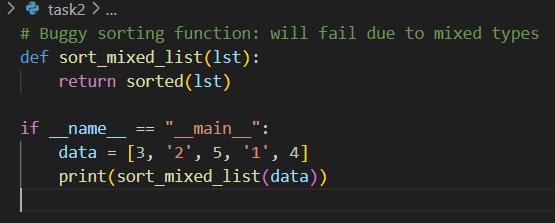 > task2 > ...
# Buggy sorting function: will fail due to mixed types
def sort_mixed_list(lst):
    return sorted(lst)

if __name__ == "__main__":
    data = [3, '2', 5, '1', 4]
    print(sort_mixed_list(data))